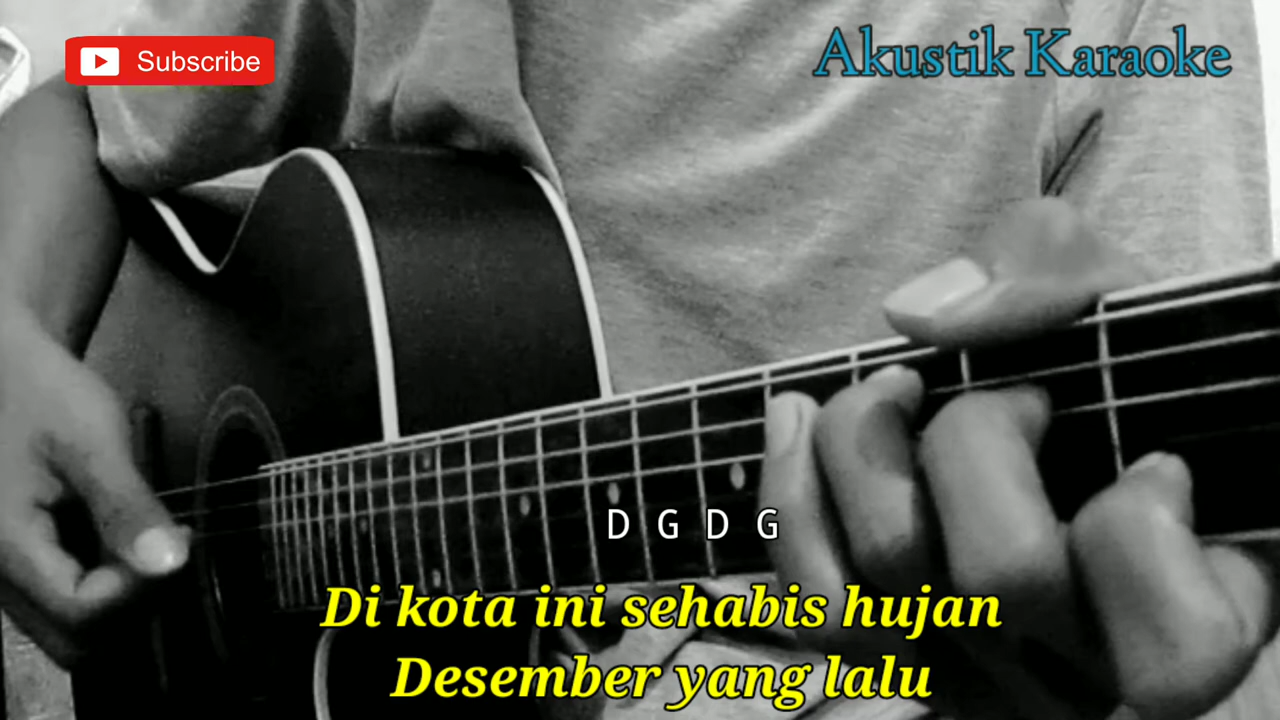 Subscribe
Akustik Karaoke
D G D G
Di kota ini sehabis hujan
Desember yang lalu